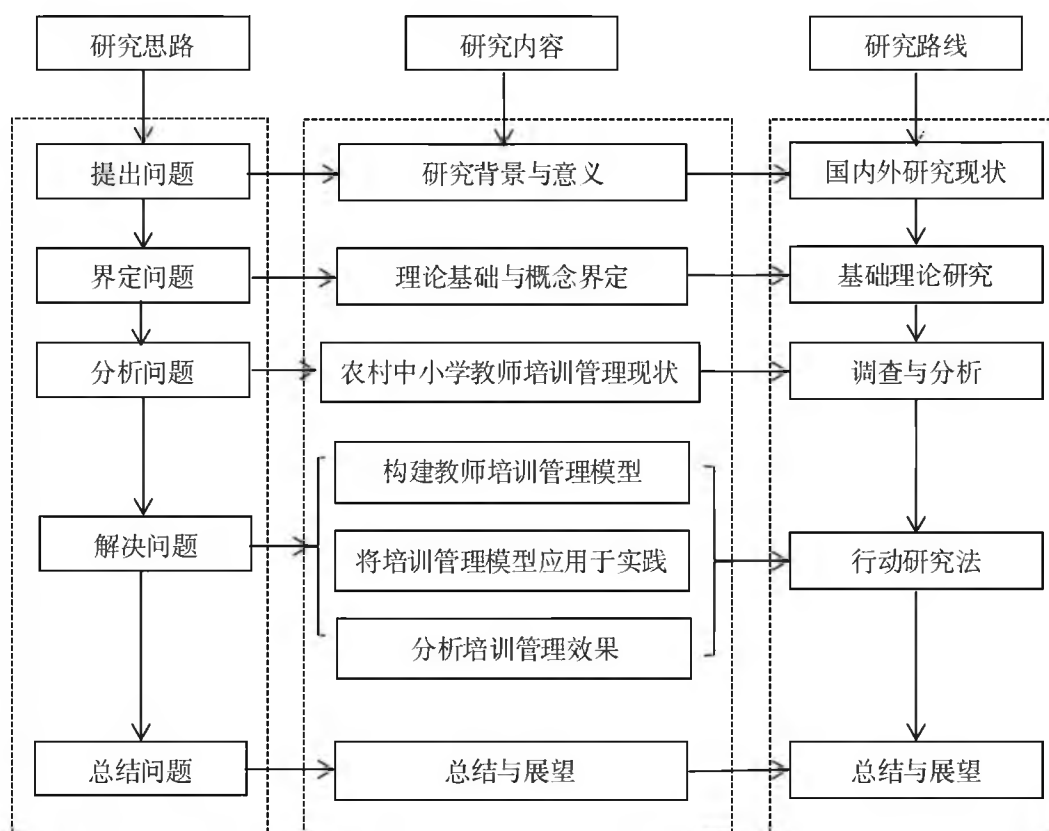 研究思路
研究内容
研究路线
提出问题
研究背景与意义
国内外研究现状
界定问题
理论基础与概念界定
基础理论研究
分析问题
农村中小学教师培训管理现状
调查与分析
构建教师培训管理模型
解决问题
将培训管理模型应用于实践
行动研究法
分析培训管理效果
总结问题
总结与展望
总结与展望